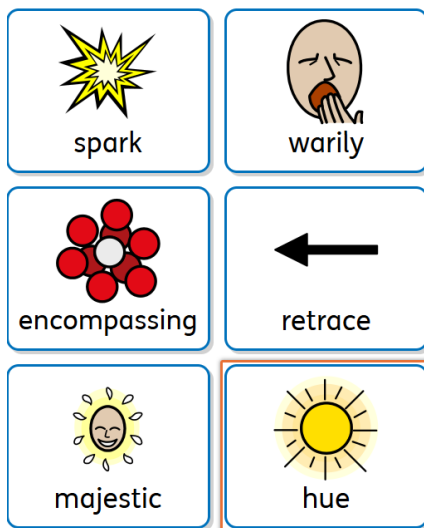 spark
warily
encompassing
retrace
majestic
hue